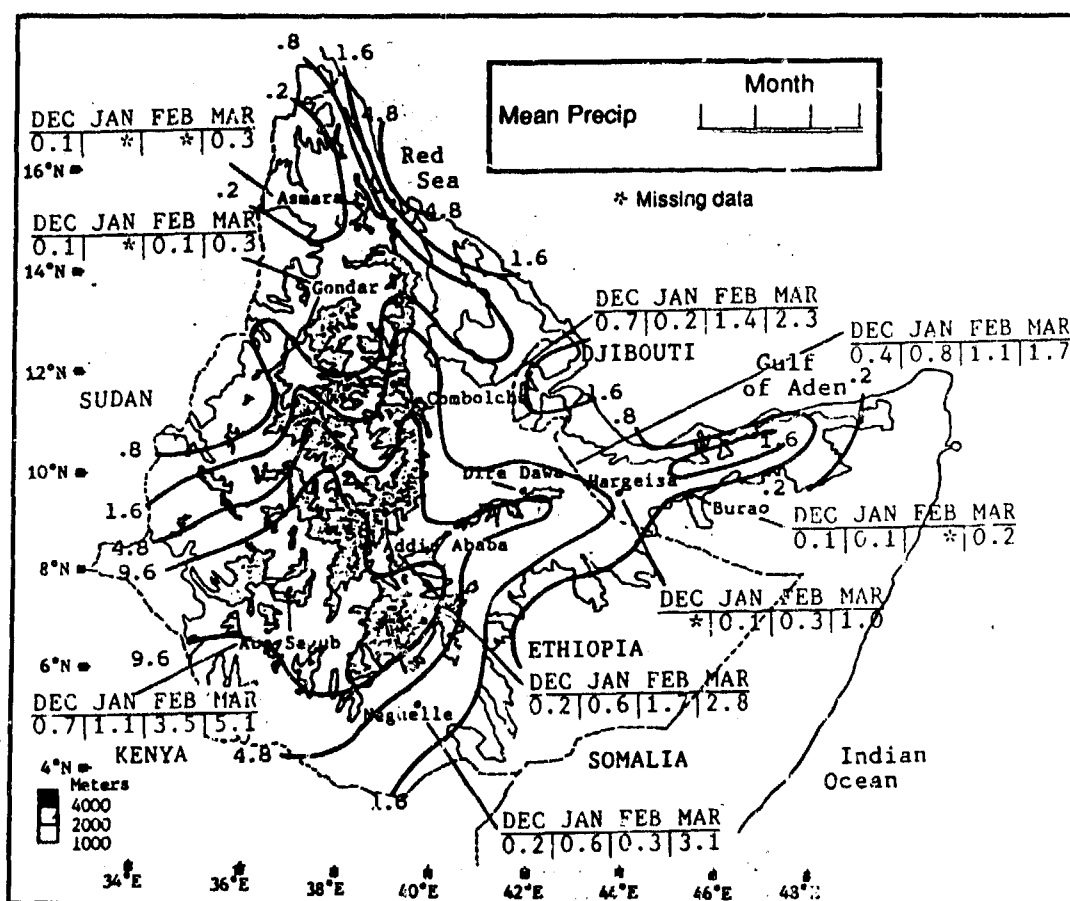 .8
1.6
.2
.8
4.8
Month
Mean Precip
* Missing data
DEC JAN FEB MAR
0.1 * * 0.3
16°N
Red
Sea
Asmara
.2
4.8
DEC JAN FEB MAR
0.1 * 0.1 0.3
14°N
1.6
Gondar
DEC JAN FEB MAR
0.7 0.2 1.4 2.3
DEC JAN FEB MAR
0.4 0.8 1.1 1.7
DJIBOUTI
Gulf
of Aden
.2
12°N
SUDAN
Combolcha
1.6
.8
.8
1.6
10°N
Dire Dawa
Hargeisa
.2
Burao
1.6
DEC JAN FEB MAR
0.1 0.1 * 0.2
4.8
Addis Ababa
9.6
8°N
DEC JAN FEB MAR
* 0.1 0.3 1.0
9.6
ETHIOPIA
6°N
DEC JAN FEB MAR
0.7 1.1 3.5 5.1
DEC JAN FEB MAR
0.2 0.6 1.7 2.8
Neguelle
KENYA
4.8
SOMALIA
Indian
Ocean
4°N
Meters
4000
2000
1000
1.6
DEC JAN FEB MAR
0.2 0.6 0.3 3.1
34°E 36°E 38°E 40°E 42°E 44°E 46°E 48°E